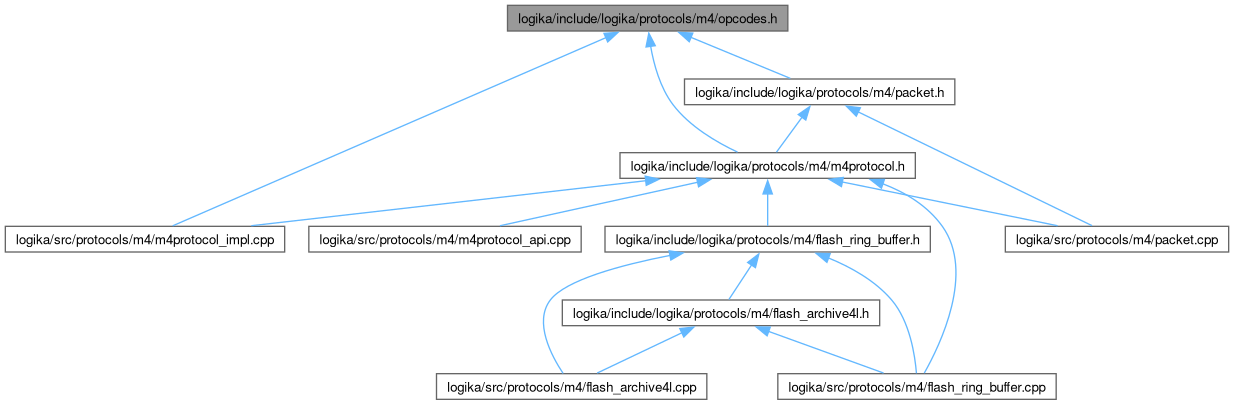 logika/include/logika/protocols/m4/opcodes.h
logika/include/logika/protocols/m4/packet.h
logika/include/logika/protocols/m4/m4protocol.h
logika/src/protocols/m4/m4protocol_impl.cpp
logika/src/protocols/m4/m4protocol_api.cpp
logika/include/logika/protocols/m4/flash_ring_buffer.h
logika/src/protocols/m4/packet.cpp
logika/include/logika/protocols/m4/flash_archive4l.h
logika/src/protocols/m4/flash_archive4l.cpp
logika/src/protocols/m4/flash_ring_buffer.cpp